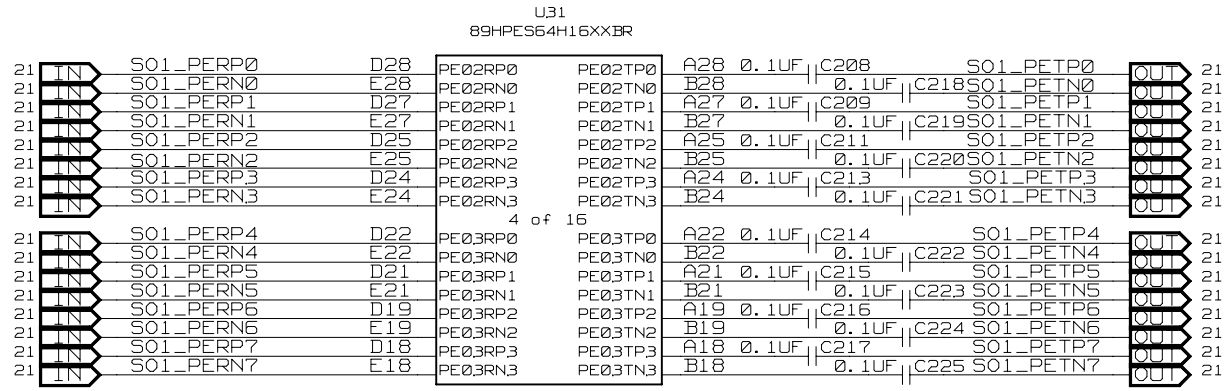 U31
89HPES64H16XXBR
21 IN SO1_PERP0 D28 PE02RP0 PE02TP0 A28 0.1UF C208 SO1_PETP0 OUT 21
21 IN SO1_PERN0 E28 PE02RN0 PE02TN0 B28 0.1UF C218 SO1_PETN0 OUT 21
21 IN SO1_PERP1 D27 PE02RP1 PE02TP1 A27 0.1UF C209 SO1_PETP1 OUT 21
21 IN SO1_PERN1 E27 PE02RN1 PE02TN1 B27 0.1UF C219 SO1_PETN1 OUT 21
21 IN SO1_PERP2 D25 PE02RP2 PE02TP2 A25 0.1UF C211 SO1_PETP2 OUT 21
21 IN SO1_PERN2 E25 PE02RN2 PE02TN2 B25 0.1UF C220 SO1_PETN2 OUT 21
21 IN SO1_PERP3 D24 PE02RP3 PE02TP3 A24 0.1UF C213 SO1_PETP3 OUT 21
21 IN SO1_PERN3 E24 PE02RN3 PE02TN3 B24 0.1UF C221 SO1_PETN3 OUT 21
4 of 16
21 IN SO1_PERP4 D22 PE03RP0 PE03TP0 A22 0.1UF C214 SO1_PETP4 OUT 21
21 IN SO1_PERN4 E22 PE03RN0 PE03TN0 B22 0.1UF C222 SO1_PETN4 OUT 21
21 IN SO1_PERP5 D21 PE03RP1 PE03TP1 A21 0.1UF C215 SO1_PETP5 OUT 21
21 IN SO1_PERN5 E21 PE03RN1 PE03TN1 B21 0.1UF C223 SO1_PETN5 OUT 21
21 IN SO1_PERP6 D19 PE03RP2 PE03TP2 A19 0.1UF C216 SO1_PETP6 OUT 21
21 IN SO1_PERN6 E19 PE03RN2 PE03TN2 B19 0.1UF C224 SO1_PETN6 OUT 21
21 IN SO1_PERP7 D18 PE03RP3 PE03TP3 A18 0.1UF C217 SO1_PETP7 OUT 21
21 IN SO1_PERN7 E18 PE03RN3 PE03TN3 B18 0.1UF C225 SO1_PETN7 OUT 21